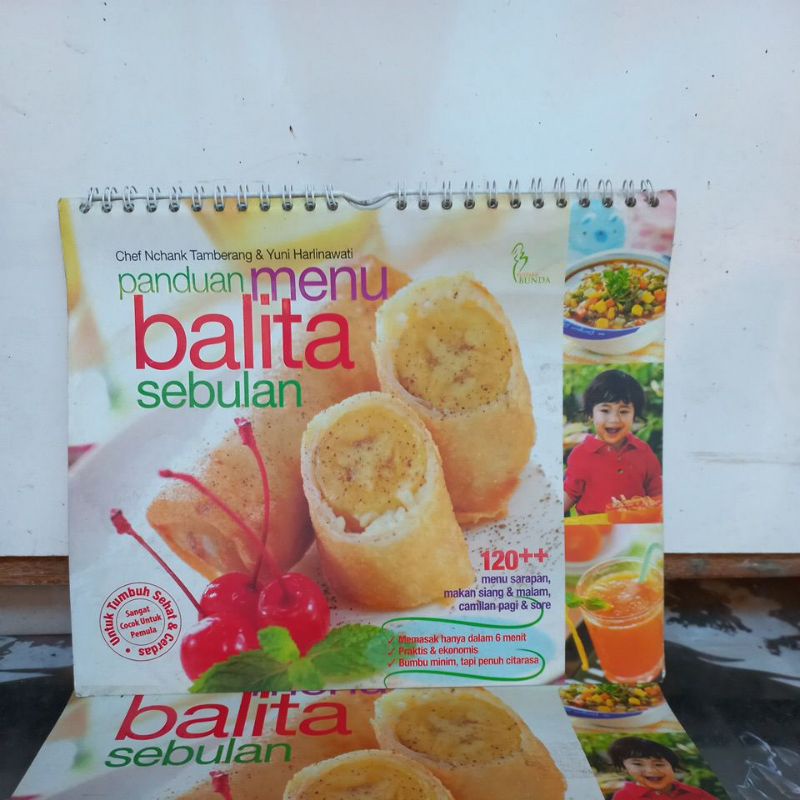 Chef Nchank Tamberang & Yuni Harlinawati
panduan menu
balita
sebulan
BUNDA
120++
menu sarapan,
makan siang & malam,
camilan pagi & sore
✓ Memasak hanya dalam 6 menit
✓ Praktis & ekonomis
✓ Bumbu minim, tapi penuh citarasa
• Untuk Tumbuh Sehat & Cerdas •
Sangat
Cocok Untuk
Pemula
menu
balita
sebulan